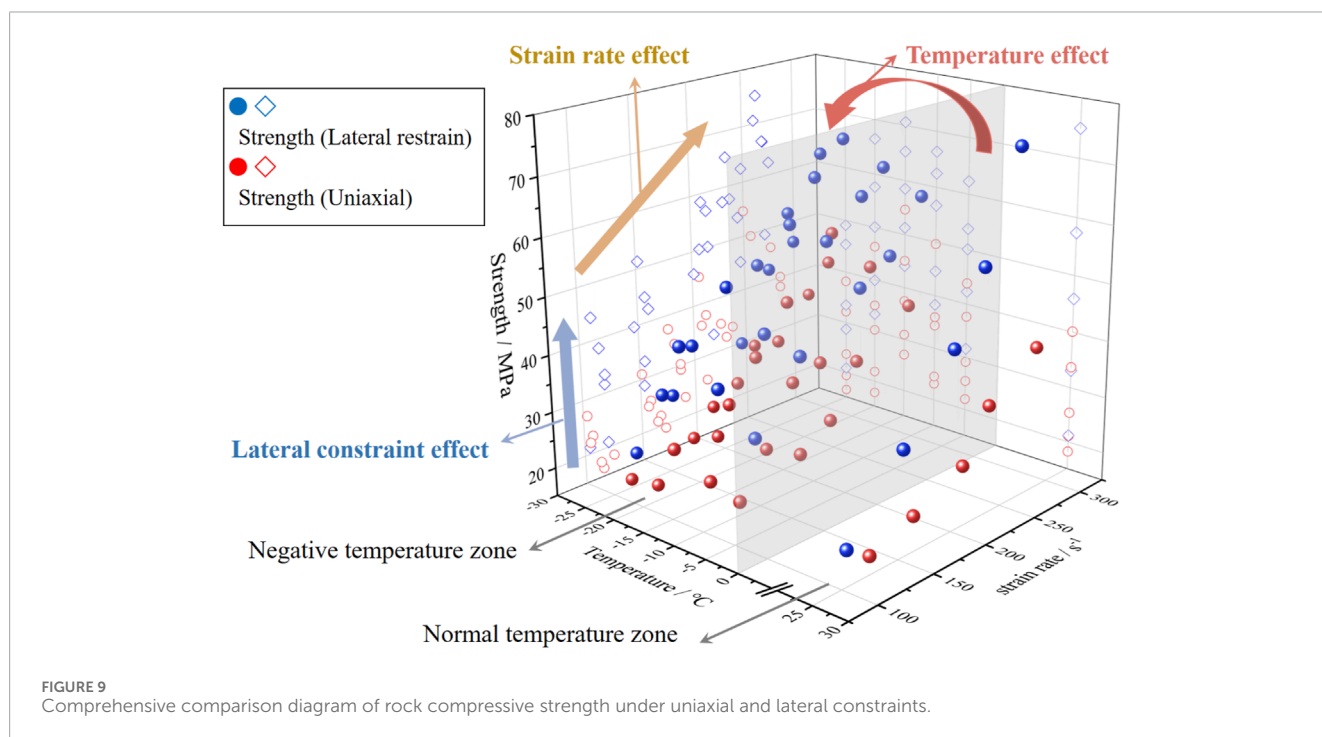 Strain rate effect
Temperature effect
Strength (Lateral restrain)
Strength (Uniaxial)
80
70
60
50
40
30
20
Strength / MPa
Lateral constraint effect
-30
-25
-20
-15
-10
-5
0
25
30
Temperature / °C
100
150
200
250
300
strain rate / s⁻¹
Negative temperature zone
Normal temperature zone
FIGURE 9
Comprehensive comparison diagram of rock compressive strength under uniaxial and lateral constraints.